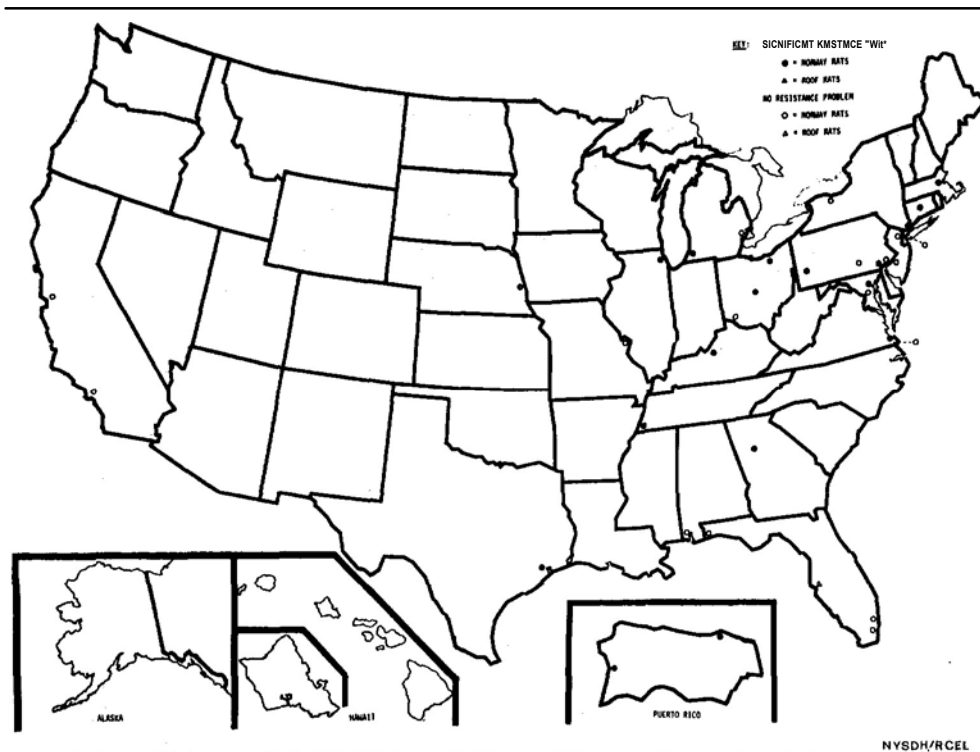 KEY: SICNIFICMT KMSTMCE "Wit*
● = NORWAY RATS
▲ = ROOF RATS
NO RESISTANCE PROBLEM
○ = NORWAY RATS
△ = ROOF RATS
ALASKA
HAWAII
PUERTO RICO
NYSDH/RCEL